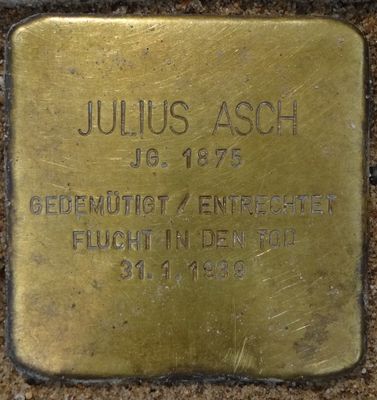 JULIUS ASCH
JG. 1875
GEDEMÜTIGT / ENTRECHTET
FLUCHT IN DEN TOD
31.1.1939